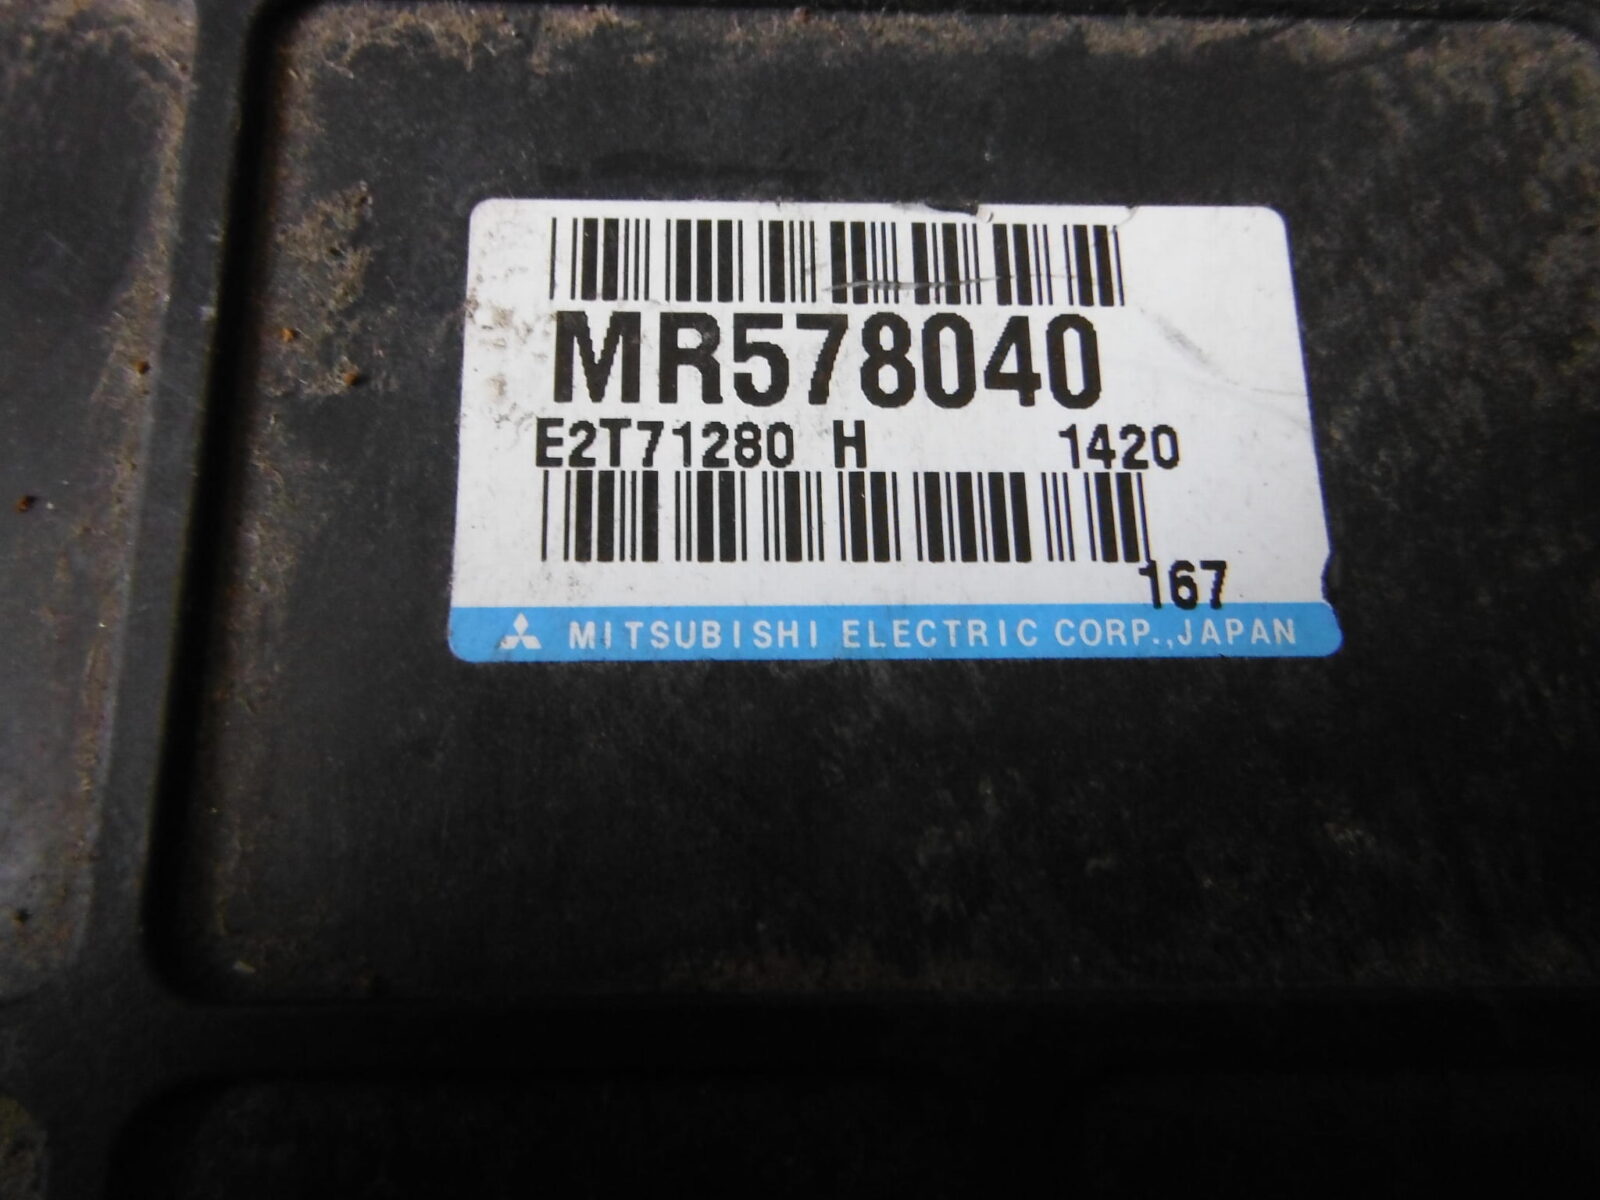 MR578040
E2T71280 H 1420
167
MITSUBISHI ELECTRIC CORP.,JAPAN